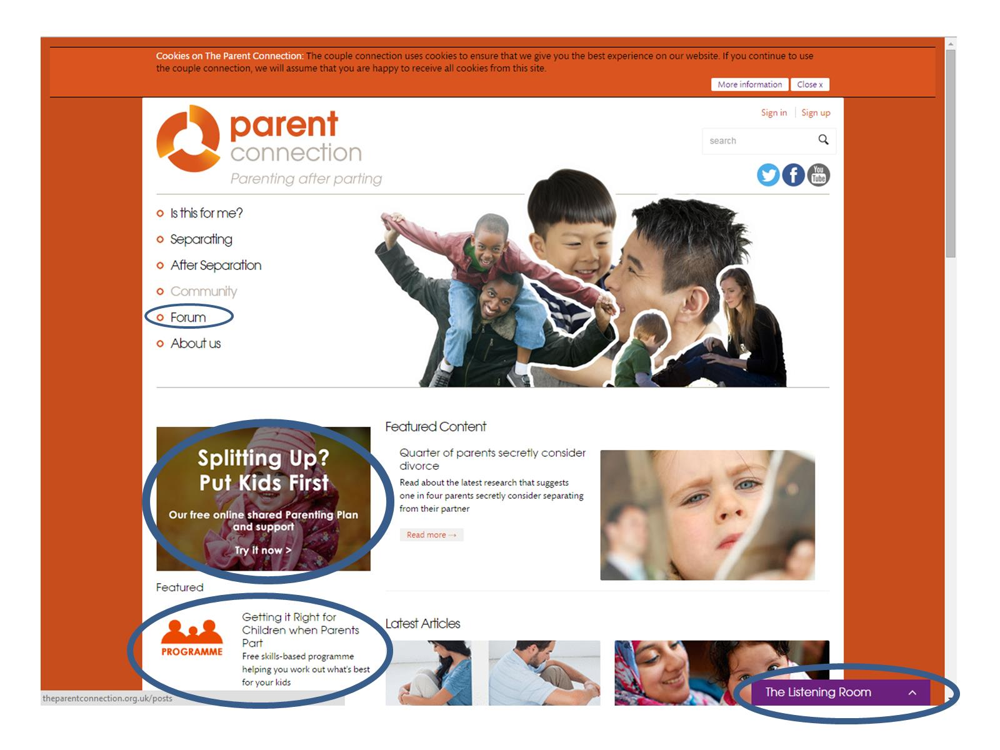 Cookies on The Parent Connection: The couple connection uses cookies to ensure that we give you the best experience on our website. If you continue to use
the couple connection, we will assume that you are happy to receive all cookies from this site.
More information
Close x
parent
connection
Parenting after parting
Sign in
Sign up
search
You
Tube
Is this for me?
Separating
After Separation
Community
Forum
About us
Splitting Up?
Put Kids First
Our free online shared Parenting Plan
and support
Try it now >
Featured Content
Quarter of parents secretly consider
divorce
Read about the latest research that suggests
one in four parents secretly consider separating
from their partner
Read more →
Featured
PROGRAMME
Getting it Right for
Children when Parents
Part
Free skills-based programme
helping you work out what's best
for your kids
Latest Articles
The Listening Room
theparentconnection.org.uk/posts